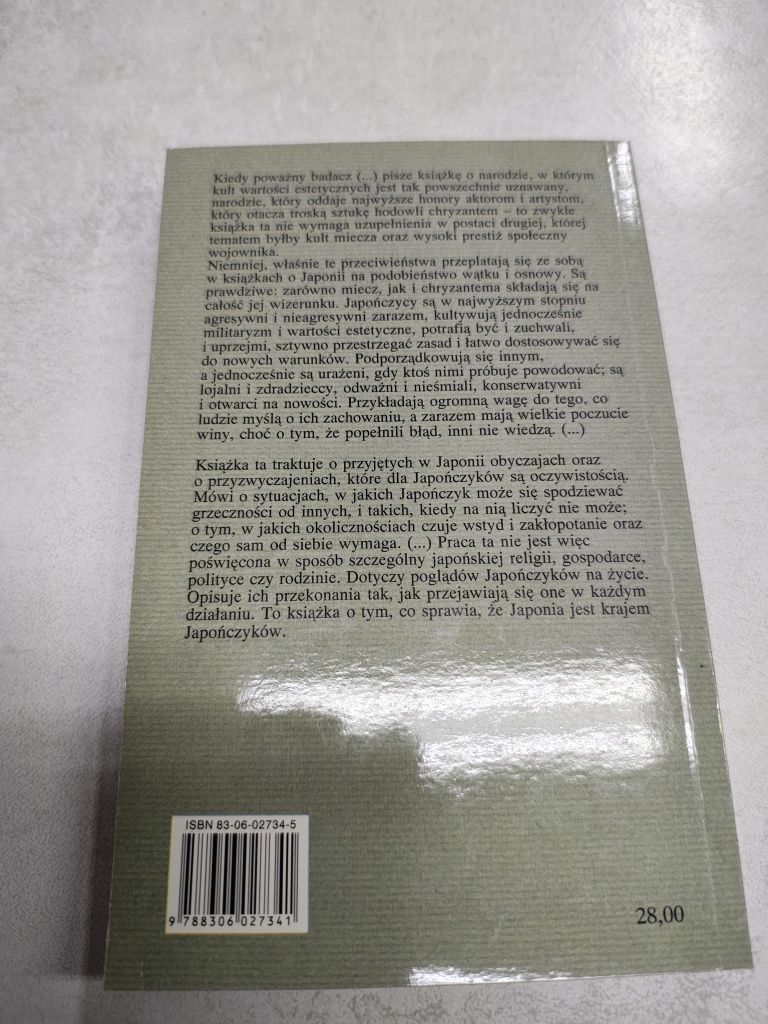 Kiedy poważny badacz (...) pisze książkę o narodzie, w którym
kult wartości estetycznych jest tak powszechnie uznawany,
narodzie, który oddaje najwyższe honory aktorom i artystom,
który otacza troską sztukę hodowli chryzantem – to zwykle
książka ta nie wymaga uzupełnienia w postaci drugiej, której
tematem byłby kult miecza oraz wysoki prestiż społeczny
wojownika.
Niemniej, właśnie te przeciwieństwa przeplatają się ze sobą
w książkach o Japonii na podobieństwo wątku i osnowy. Są
prawdziwe: zarówno miecz, jak i chryzantema składają się na
całość jej wizerunku. Japończycy są w najwyższym stopniu
agresywni i nieagresywni zarazem, kultywują jednocześnie
militaryzm i wartości estetyczne, potrafią być i zuchwali,
i uprzejmi, sztywno przestrzegać zasad i łatwo dostosowywać się
do nowych warunków. Podporządkowują się innym,
a jednocześnie są urażeni, gdy ktoś nimi próbuje powodować; są
lojalni i zdradzieccy, odważni i nieśmiali, konserwatywni
i otwarci na nowości. Przykładają ogromną wagę do tego, co
ludzie myślą o ich zachowaniu, a zarazem mają wielkie poczucie
winy, choć o tym, że popełnili błąd, inni nie wiedzą. (...)
Książka ta traktuje o przyjętych w Japonii obyczajach oraz
o przyzwyczajeniach, które dla Japończyków są oczywistością.
Mówi o sytuacjach, w jakich Japończyk może się spodziewać
grzeczności od innych, i takich, kiedy na nią liczyć nie może;
o tym, w jakich okolicznościach czuje wstyd i zakłopotanie oraz
czego sam od siebie wymaga. (...) Praca ta nie jest więc
poświęcona w sposób szczególny japońskiej religii, gospodarce,
polityce czy rodzinie. Dotyczy poglądów Japończyków na życie.
Opisuje ich przekonania tak, jak przejawiają się one w każdym
działaniu. To książka o tym, co sprawia, że Japonia jest krajem
Japończyków.
ISBN 83-06-02734-5
9 788306 027341
28,00